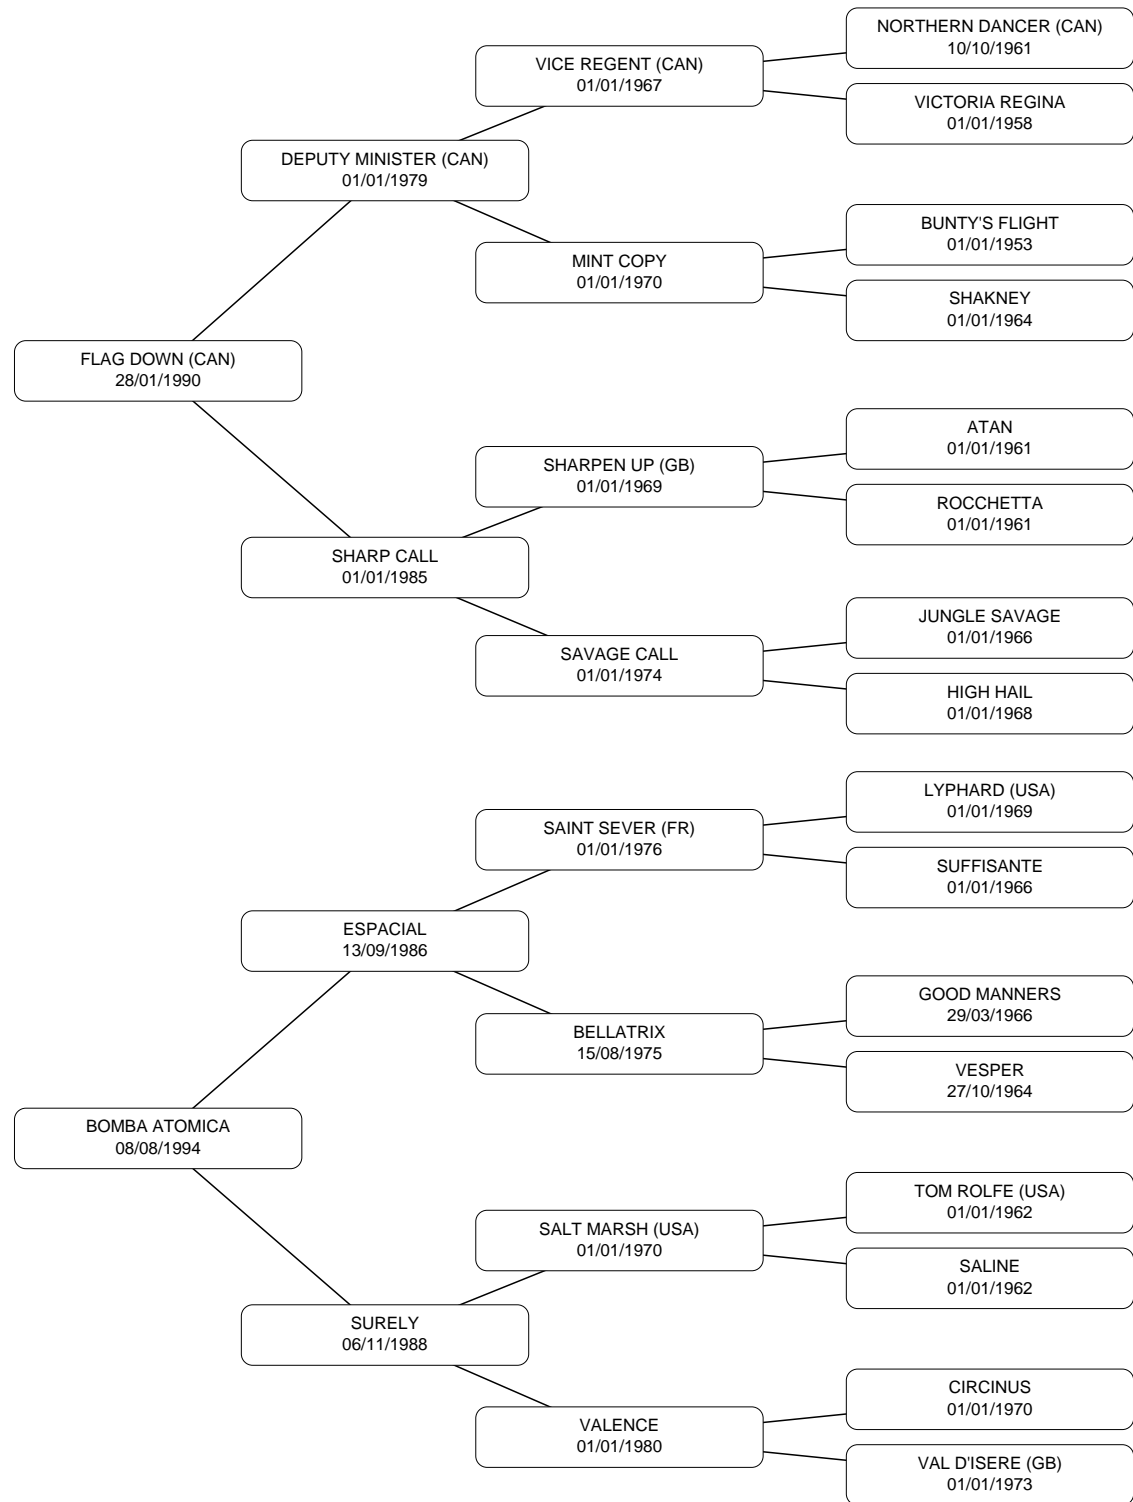 NORTHERN DANCER (CAN)
10/10/1961
VICE REGENT (CAN)
01/01/1967
VICTORIA REGINA
01/01/1958
DEPUTY MINISTER (CAN)
01/01/1979
BUNTY'S FLIGHT
01/01/1953
MINT COPY
01/01/1970
SHAKNEY
01/01/1964
FLAG DOWN (CAN)
28/01/1990
ATAN
01/01/1961
SHARPEN UP (GB)
01/01/1969
ROCCHETTA
01/01/1961
SHARP CALL
01/01/1985
JUNGLE SAVAGE
01/01/1966
SAVAGE CALL
01/01/1974
HIGH HAIL
01/01/1968
LYPHARD (USA)
01/01/1969
SAINT SEVER (FR)
01/01/1976
SUFFISANTE
01/01/1966
ESPACIAL
13/09/1986
GOOD MANNERS
29/03/1966
BELLATRIX
15/08/1975
VESPER
27/10/1964
BOMBA ATOMICA
08/08/1994
TOM ROLFE (USA)
01/01/1962
SALT MARSH (USA)
01/01/1970
SALINE
01/01/1962
SURELY
06/11/1988
CIRCINUS
01/01/1970
VALENCE
01/01/1980
VAL D'ISERE (GB)
01/01/1973